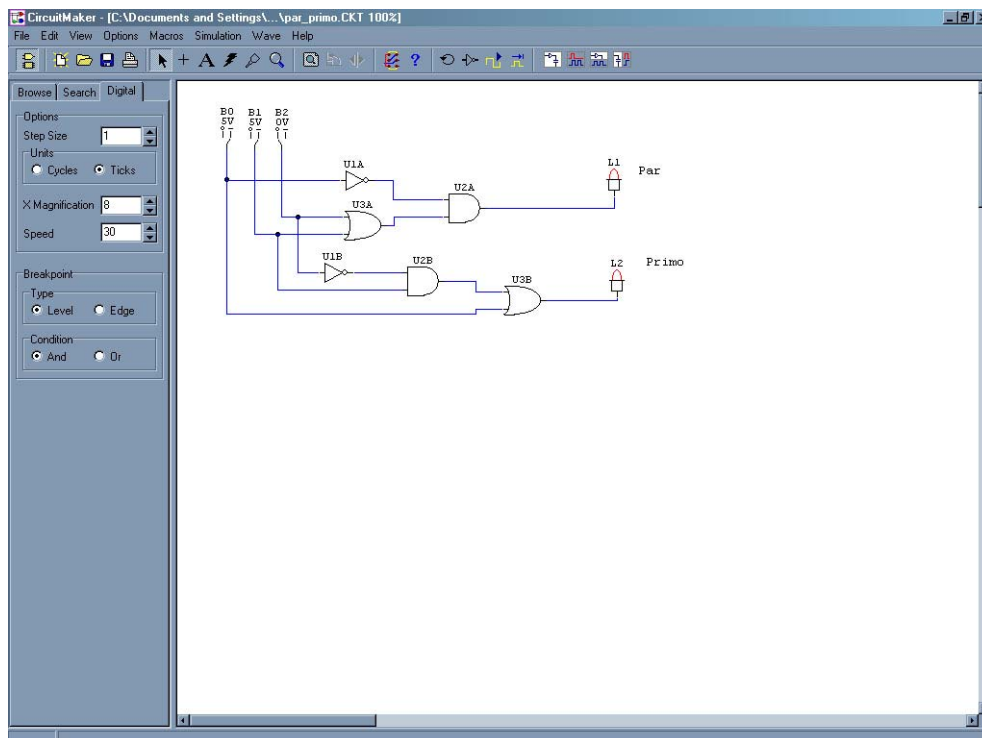 CircuitMaker - [C:\Documents and Settings\...\par_primo.CKT 100%]
File Edit View Options Macros Simulation Wave Help
Browse Search Digital
Options
Step Size 1
Units
Cycles Ticks
X Magnification 8
Speed 30
Breakpoint
Type
Level Edge
Condition
And Or
B0 B1 B2
5V 5V 0V
U1A
U2A
U3A
L1 Par
U1B
U2B
U3B
L2 Primo